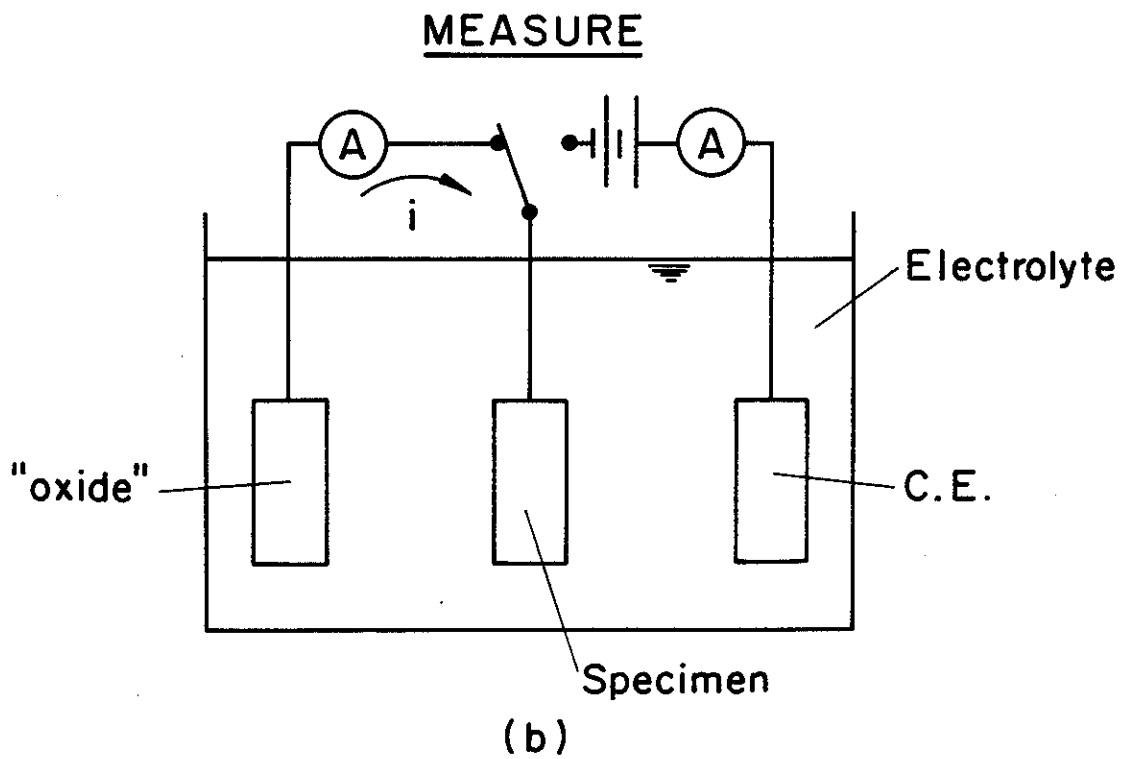 MEASURE
A
A
i
Electrolyte
"oxide"
C.E.
Specimen
(b)